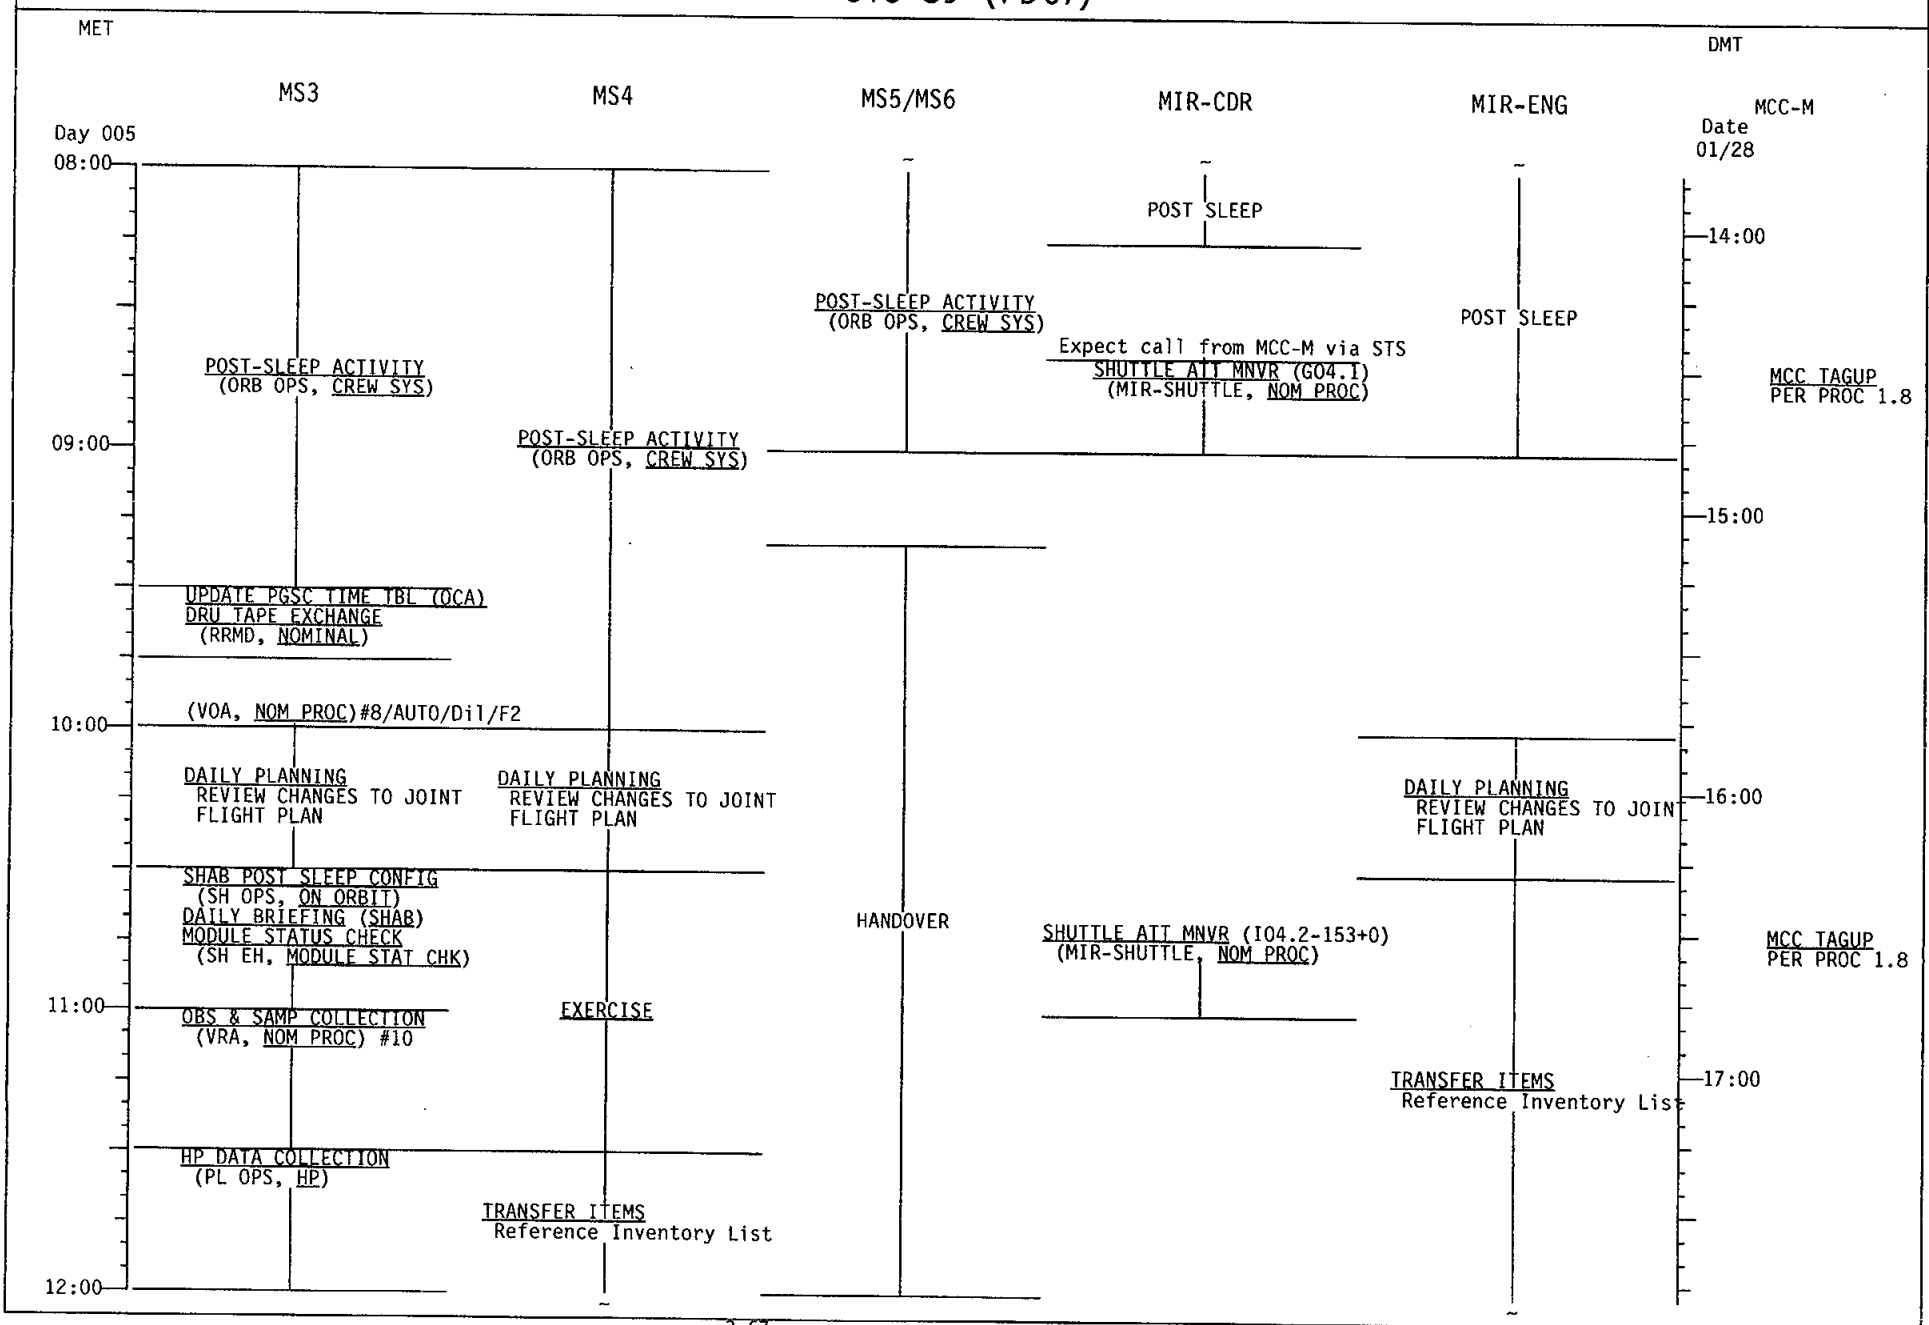 MET
DMT
MS3
MS4
MS5/MS6
MIR-CDR
MIR-ENG
MCC-M
Day 005
Date
01/28
08:00
~
~
~
POST SLEEP
14:00
POST-SLEEP ACTIVITY
(ORB OPS, CREW SYS)
POST SLEEP
Expect call from MCC-M via STS
SHUTTLE ATT MNVR (G04.I)
(MIR-SHUTTLE, NOM PROC)
MCC TAGUP
PER PROC 1.8
POST-SLEEP ACTIVITY
(ORB OPS, CREW SYS)
09:00
POST-SLEEP ACTIVITY
(ORB OPS, CREW SYS)
15:00
UPDATE PGSC TIME TBL (OCA)
DRU TAPE EXCHANGE
(RRMD, NOMINAL)
(VOA, NOM PROC)#8/AUTO/Dil/F2
10:00
DAILY PLANNING
REVIEW CHANGES TO JOINT
FLIGHT PLAN
DAILY PLANNING
REVIEW CHANGES TO JOINT
FLIGHT PLAN
DAILY PLANNING
REVIEW CHANGES TO JOINT
FLIGHT PLAN
16:00
SHAB POST SLEEP CONFIG
(SH OPS, ON ORBIT)
DAILY BRIEFING (SHAB)
MODULE STATUS CHECK
(SH EH, MODULE STAT CHK)
HANDOVER
SHUTTLE ATT MNVR (I04.2-153+0)
(MIR-SHUTTLE, NOM PROC)
MCC TAGUP
PER PROC 1.8
11:00
OBS & SAMP COLLECTION
(VRA, NOM PROC) #10
EXERCISE
TRANSFER ITEMS
Reference Inventory List
17:00
HP DATA COLLECTION
(PL OPS, HP)
TRANSFER ITEMS
Reference Inventory List
12:00
~
~